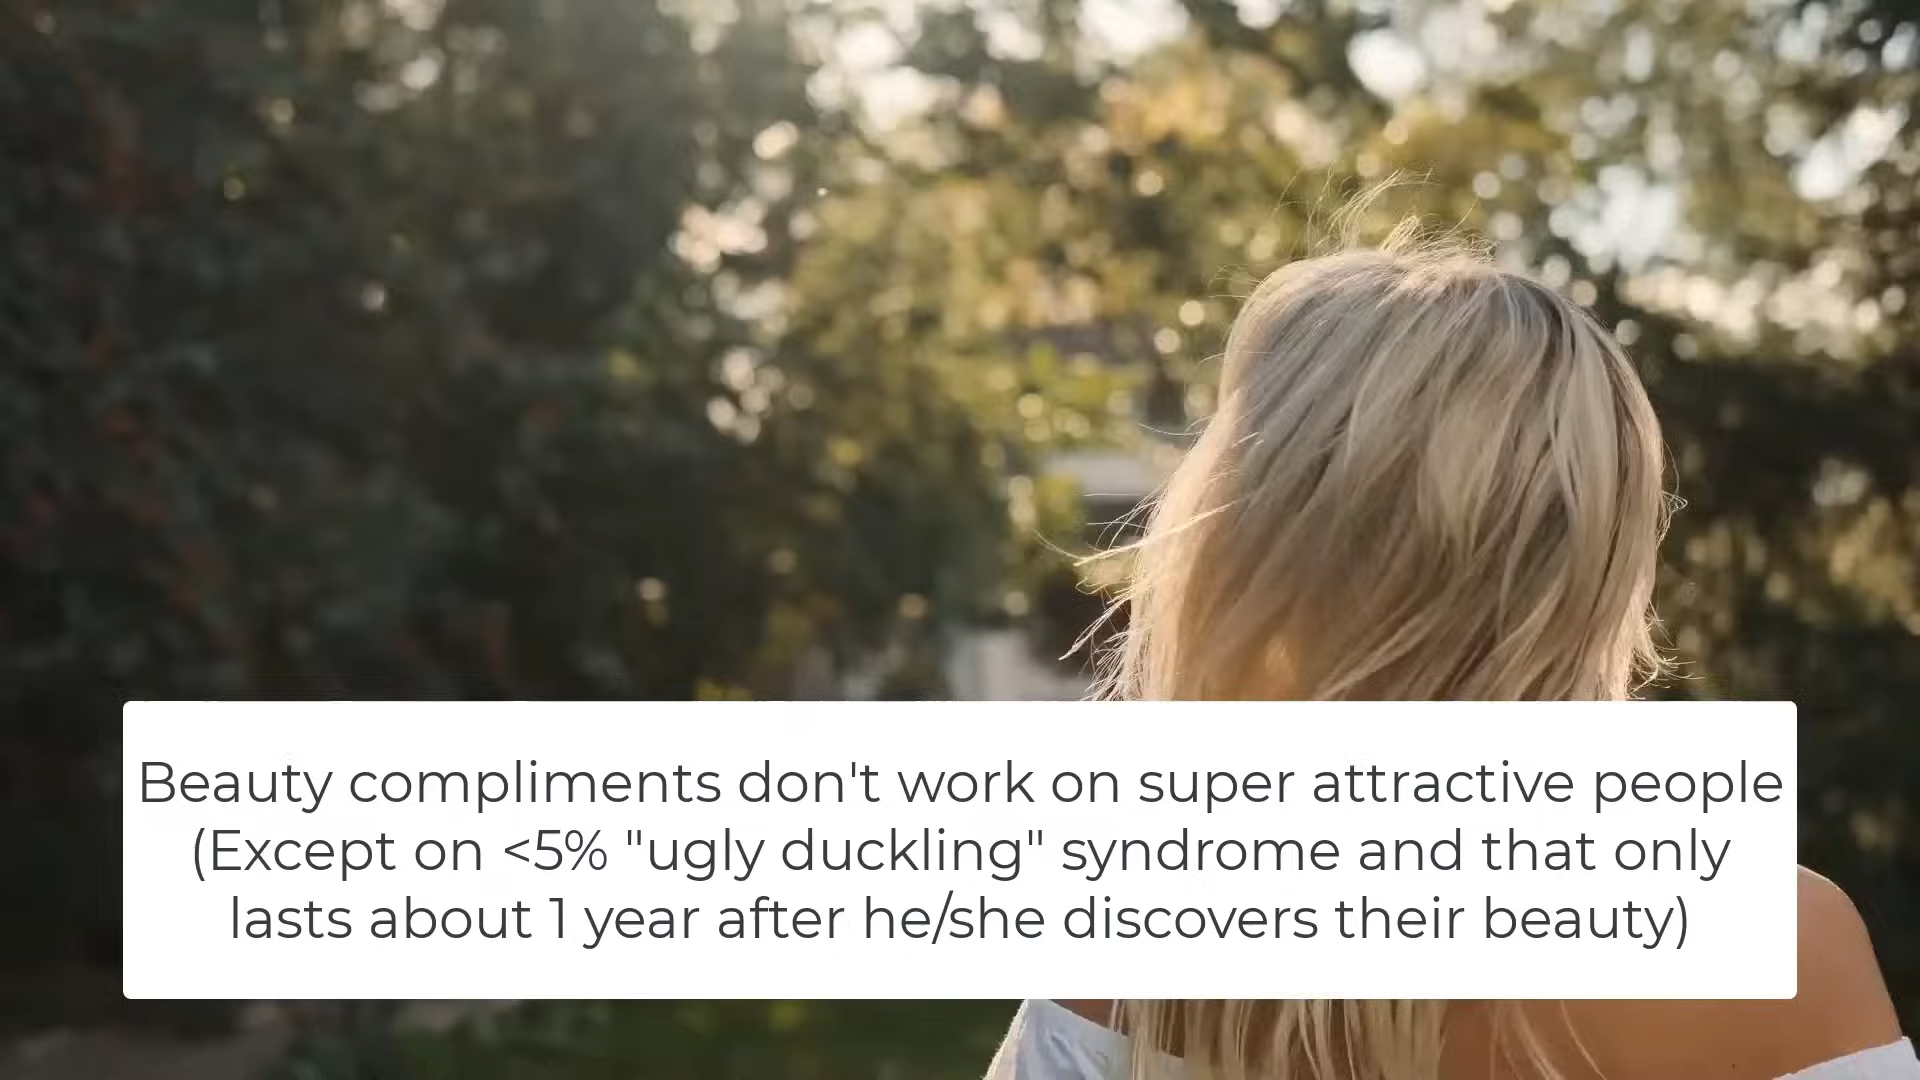 Beauty compliments don't work on super attractive people
(Except on <5% "ugly duckling" syndrome and that only
lasts about 1 year after he/she discovers their beauty)